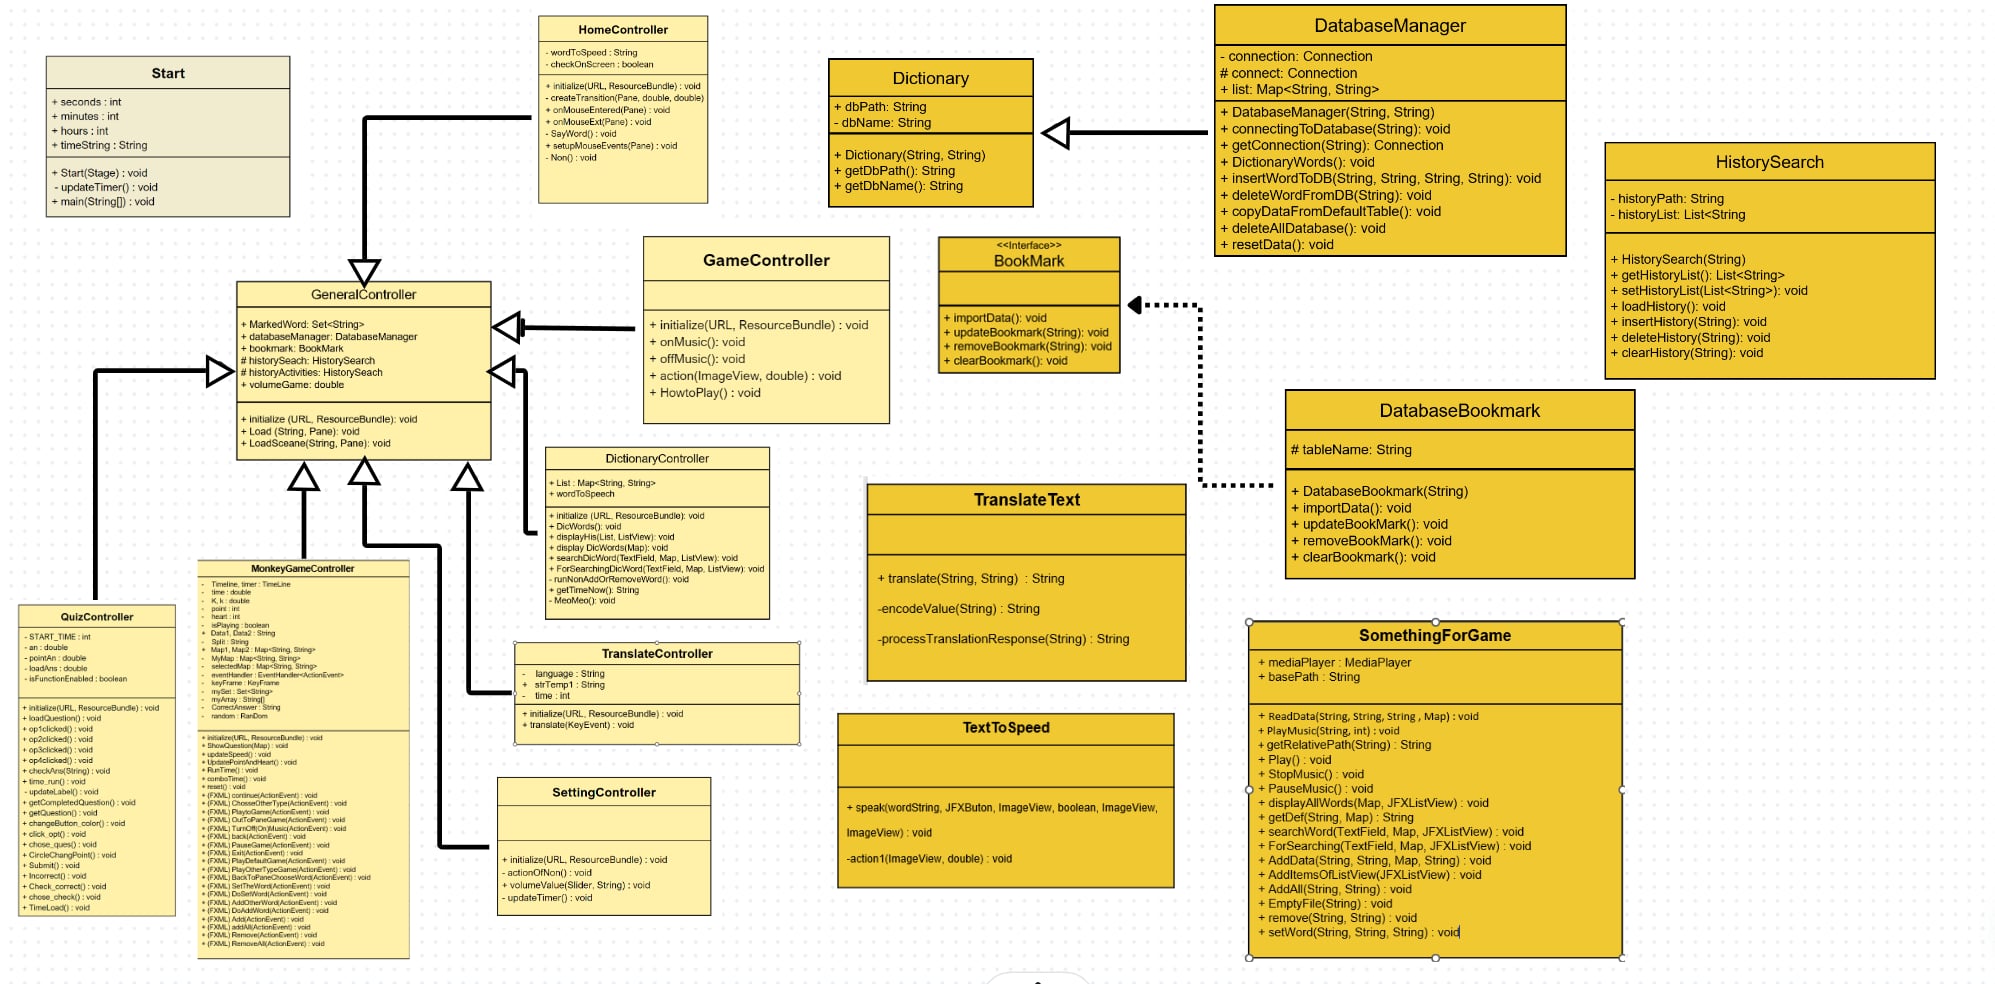 Start
+ seconds : int
+ minutes : int
+ hours : int
+ timeString : String
+ Start(Stage) : void
- updateTimer() : void
+ main(String[]) : void
HomeController
- wordToSpeed : String
- checkOnScreen : boolean
+ initialize(URL, ResourceBundle) : void
- createTransition(Pane, double, double)
+ onMouseEntered(Pane) : void
+ onMouseExt(Pane) : void
- SayWord() : void
+ setupMouseEvents(Pane) : void
- Non() : void
Dictionary
+ dbPath: String
- dbName: String
+ Dictionary(String, String)
+ getDbPath(): String
+ getDbName(): String
DatabaseManager
- connection: Connection
# connect: Connection
+ list: Map<String, String>
+ DatabaseManager(String, String)
+ connectingToDatabase(String): void
+ getConnection(String): Connection
+ DictionaryWords(): void
+ insertWordToDB(String, String, String, String): void
+ deleteWordFromDB(String): void
+ copyDataFromDefaultTable(): void
+ deleteAllDatabase(): void
+ resetData(): void
HistorySearch
- historyPath: String
- historyList: List<String
+ HistorySearch(String)
+ getHistoryList(): List<String>
+ setHistoryList(List<String>): void
+ loadHistory(): void
+ insertHistory(String): void
+ deleteHistory(String): void
+ clearHistory(String): void
GeneralController
+ MarkedWord: Set<String>
+ databaseManager: DatabaseManager
+ bookmark: BookMark
# historySeach: HistorySearch
# historyActivities: HistorySeach
+ volumeGame: double
+ initialize (URL, ResourceBundle): void
+ Load (String, Pane): void
+ LoadSceane(String, Pane): void
GameController
+ initialize(URL, ResourceBundle) : void
+ onMusic() : void
+ offMusic() : void
+ action(ImageView, double) : void
+ HowtoPlay() : void
<<Interface>>
BookMark
+ importData(): void
+ updateBookmark(String): void
+ removeBookmark(String): void
+ clearBookmark(): void
DatabaseBookmark
# tableName: String
+ DatabaseBookmark(String)
+ importData(): void
+ updateBookMark(): void
+ removeBookMark(): void
+ clearBookmark(): void
DictionaryController
+ List : Map<String, String>
+ wordToSpeech
+ initialize (URL, ResourceBundle): void
+ DicWords(): void
+ displayHis(List, ListView): void
+ display DicWords(Map): void
+ searchDicWord(TextField, Map, ListView): void
+ ForSearchingDicWord(TextField, Map, ListView): void
- runNonAddOrRemoveWord(): void
+ getTimeNow(): String
- MeoMeo(): void
TranslateText
+ translate(String, String) : String
-encodeValue(String) : String
-processTranslationResponse(String) : String
QuizController
- START_TIME : int
- an : double
- pointAn : double
- loadAns : double
- isFunctionEnabled : boolean
+ initialize(URL, ResourceBundle) : void
+ loadQuestion() : void
+ op1clicked() : void
+ op2clicked() : void
+ op3clicked() : void
+ op4clicked() : void
+ checkAns(String) : void
+ time_run() : void
- updateLabel() : void
+ getCompletedQuestion() : void
+ getQuestion() : void
+ changeButton_color() : void
+ click_opt() : void
+ chose_ques() : void
+ CircleChangPoint() : void
+ Submit() : void
+ Incorrect() : void
+ Check_correct() : void
+ chose_check() : void
+ TimeLoad() : void
MonkeyGameController
- Timeline, timer : TimeLine
- time : double
- K, k : double
- point : int
- heart : int
- isPlaying : boolean
+ Data1, Data2 : String
- Split : String
+ Map1, Map2 : Map<String, String>
- MyMap : Map<String, String>
- selectedMap : Map<String, String>
- eventHandler : EventHandler<ActionEvent>
- keyFrame : KeyFrame
- mySet : Set<String>
- myArray : String[]
- CorrectAnswer : String
- random : RanDom
+ initialize(URL, ResourceBundle) : void
+ ShowQuestion(Map) : void
+ updateSpeed() : void
+ UpdatePointAndHeart() : void
+ RunTime() : void
+ comboTime() : void
+ reset() : void
+ (FXML) continue(ActionEvent) : void
+ (FXML) ChosseOtherType(ActionEvent) : void
+ (FXML) PlaytoGame(ActionEvent) : void
+ (FXML) OutToPaneGame(ActionEvent) : void
+ (FXML) TurnOff(On)Music(ActionEvent) : void
+ (FXML) back(ActionEvent) : void
+ (FXML) PauseGame(ActionEvent) : void
+ (FXML) Exit(ActionEvent) : void
+ (FXML) PlayDefaultGame(ActionEvent) : void
+ (FXML) PlayOtherTypeGame(ActionEvent) : void
+ (FXML) BackToPaneChooseWord(ActionEvent) : void
+ (FXML) SetTheWord(ActionEvent) : void
+ (FXML) DoSetWord(ActionEvent) : void
+ (FXML) AddOtherWord(ActionEvent) : void
+ (FXML) DoAddWord(ActionEvent) : void
+ (FXML) Add(ActionEvent) : void
+ (FXML) addAll(ActionEvent) : void
+ (FXML) Remove(ActionEvent) : void
+ (FXML) RemoveAll(ActionEvent) : void
TranslateController
- language : String
+ strTemp1 : String
- time : int
+ initialize(URL, ResourceBundle) : void
+ translate(KeyEvent) : void
SettingController
+ initialize(URL, ResourceBundle) : void
- actionOfNon() : void
+ volumeValue(Slider, String) : void
- updateTimer() : void
TextToSpeed
+ speak(wordString, JFXButon, ImageView, boolean, ImageView,
ImageView) : void
-action1(ImageView, double) : void
SomethingForGame
+ mediaPlayer : MediaPlayer
+ basePath : String
+ ReadData(String, String, String , Map) : void
+ PlayMusic(String, int) : void
+ getRelativePath(String) : String
+ Play() : void
+ StopMusic() : void
+ PauseMusic() : void
+ displayAllWords(Map, JFXListView) : void
+ getDef(String, Map) : String
+ searchWord(TextField, Map, JFXListView) : void
+ ForSearching(TextField, Map, JFXListView) : void
+ AddData(String, String, Map, String) : void
+ AddItemsOfListView(JFXListView) : void
+ AddAll(String, String) : void
+ EmptyFile(String) : void
+ remove(String, String) : void
+ setWord(String, String, String) : void